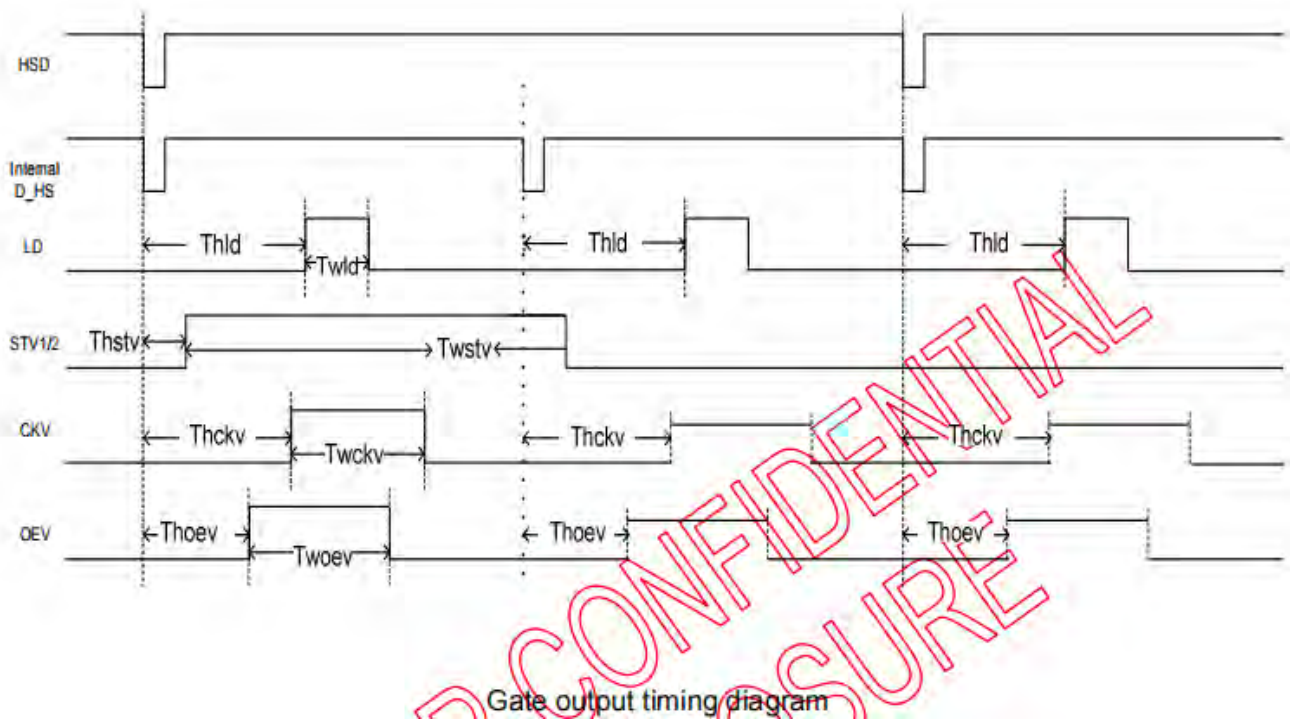 HSD
Internal
D_HS
LD
Thld
Twld
Thld
Thld
STV1/2
Thstv
Twstv
CKV
Thckv
Twckv
Thckv
Thckv
OEV
Thoev
Twoev
Thoev
Thoev
CONFIDENTIAL
OSURE
Gate output timing diagram